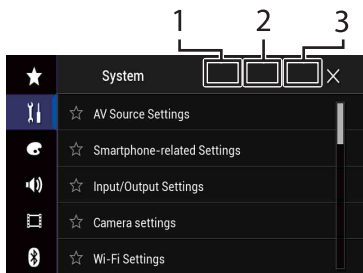 1 2 3
System
AV Source Settings
Smartphone-related Settings
Input/Output Settings
Camera settings
Wi-Fi Settings